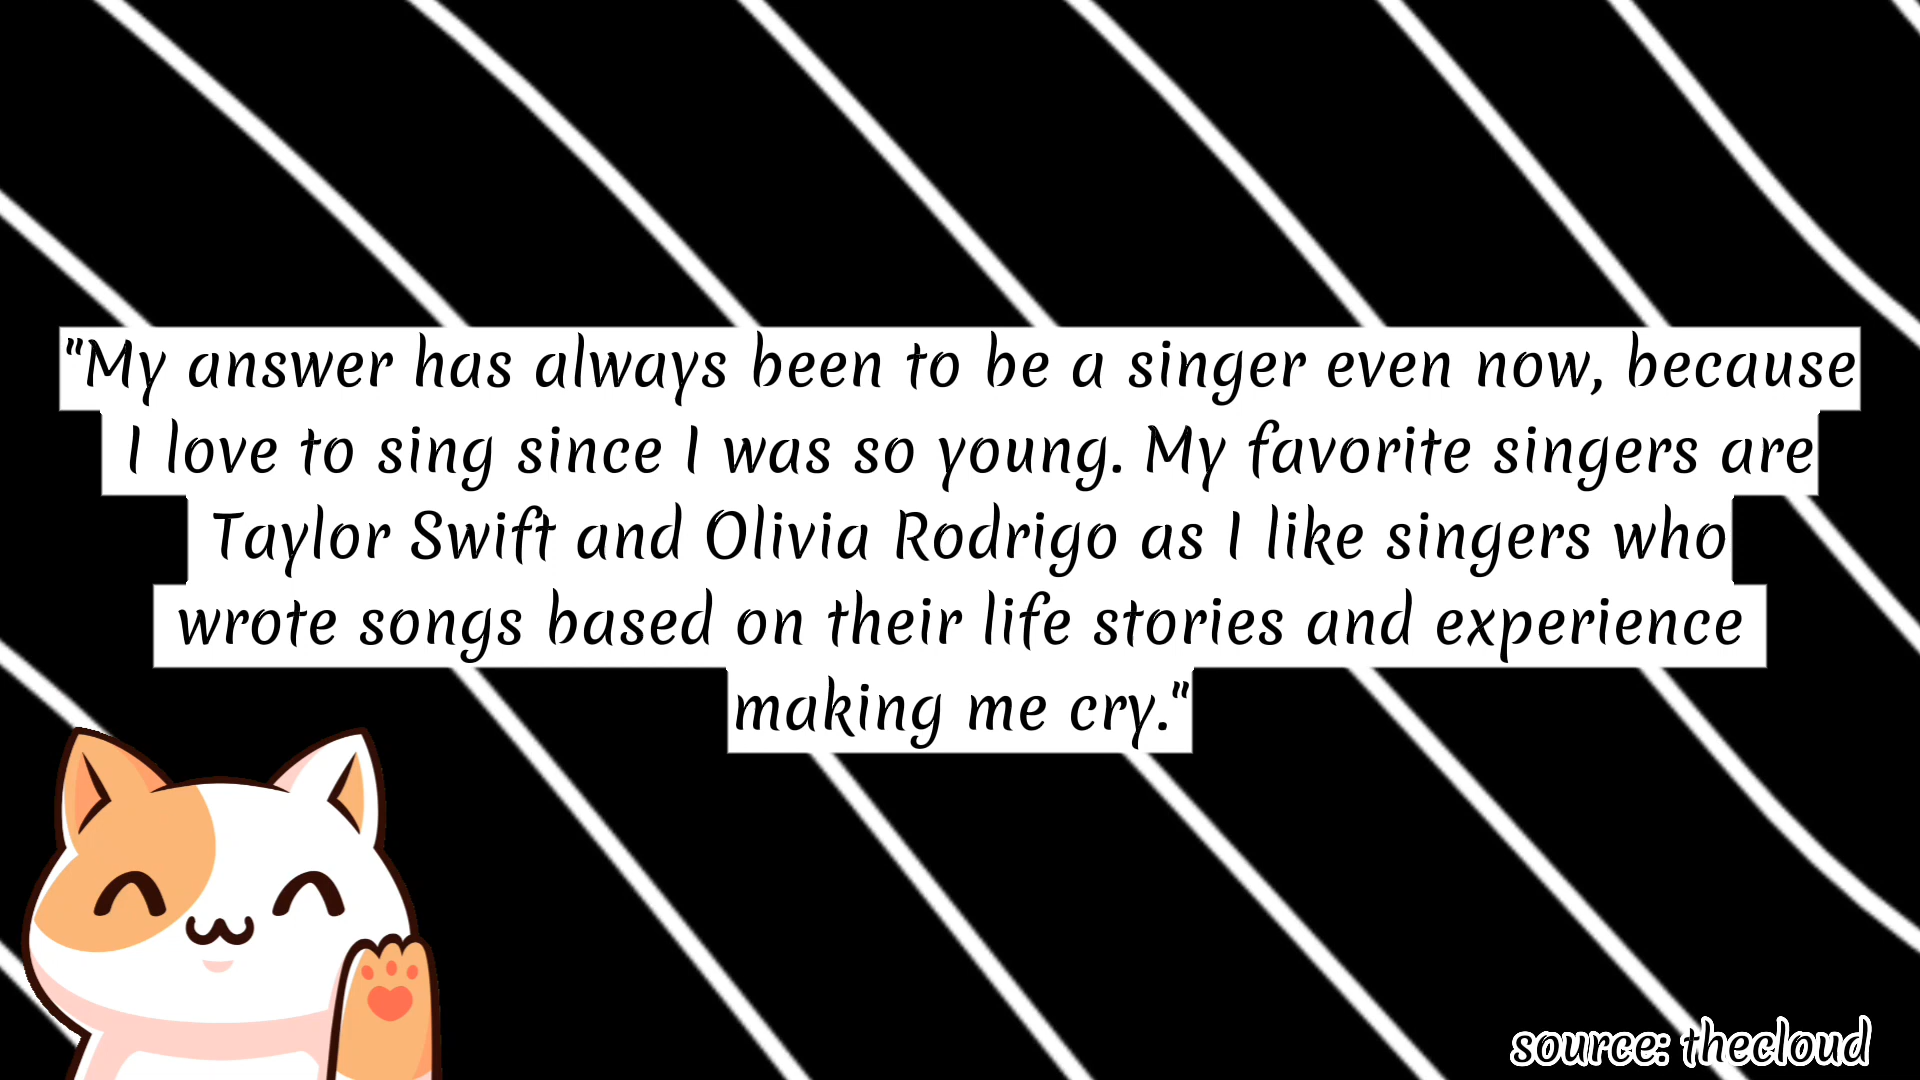 "My answer has always been to be a singer even now, because
I love to sing since I was so young. My favorite singers are
Taylor Swift and Olivia Rodrigo as I like singers who
wrote songs based on their life stories and experience
making me cry."
source: thecloud